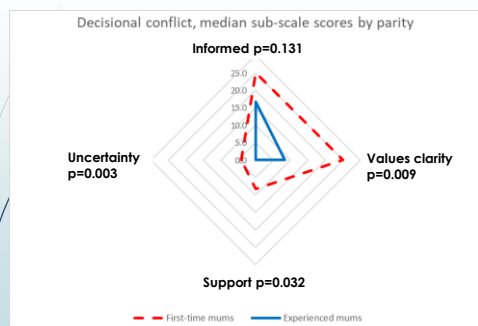 Decisional conflict, median sub-scale scores by parity
Informed p=0.131
25.0
20.0
15.0
10.0
5.0
0.0
Uncertainty
p=0.003
Values clarity
p=0.009
Support p=0.032
First-time mums
Experienced mums